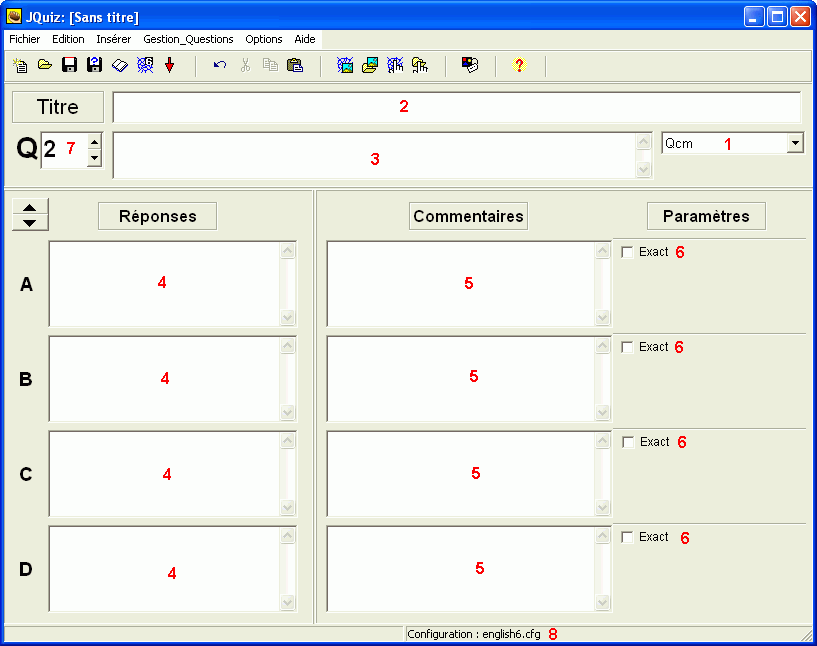 JQuiz: [Sans titre]
Fichier Edition Insérer Gestion_Questions Options Aide
?
Titre 2
Q 2 7 3 Qcm 1
Réponses Commentaires Paramètres
A 4 5 Exact 6
B 4 5 Exact 6
C 4 5 Exact 6
D 4 5 Exact 6
Configuration : english6.cfg 8